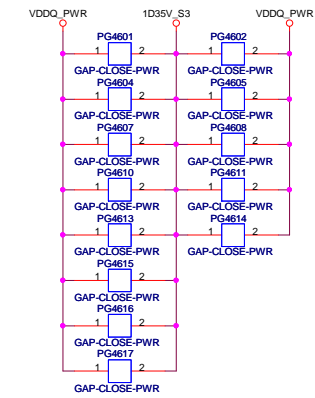 VDDQ_PWR 1D35V_S3 VDDQ_PWR
PG4601 PG4602
1 2 1 2
GAP-CLOSE-PWR GAP-CLOSE-PWR
PG4604 PG4605
1 2 1 2
GAP-CLOSE-PWR GAP-CLOSE-PWR
PG4607 PG4608
1 2 1 2
GAP-CLOSE-PWR GAP-CLOSE-PWR
PG4610 PG4611
1 2 1 2
GAP-CLOSE-PWR GAP-CLOSE-PWR
PG4613 PG4614
1 2 1 2
GAP-CLOSE-PWR GAP-CLOSE-PWR
PG4615
1 2
GAP-CLOSE-PWR
PG4616
1 2
GAP-CLOSE-PWR
PG4617
1 2
GAP-CLOSE-PWR